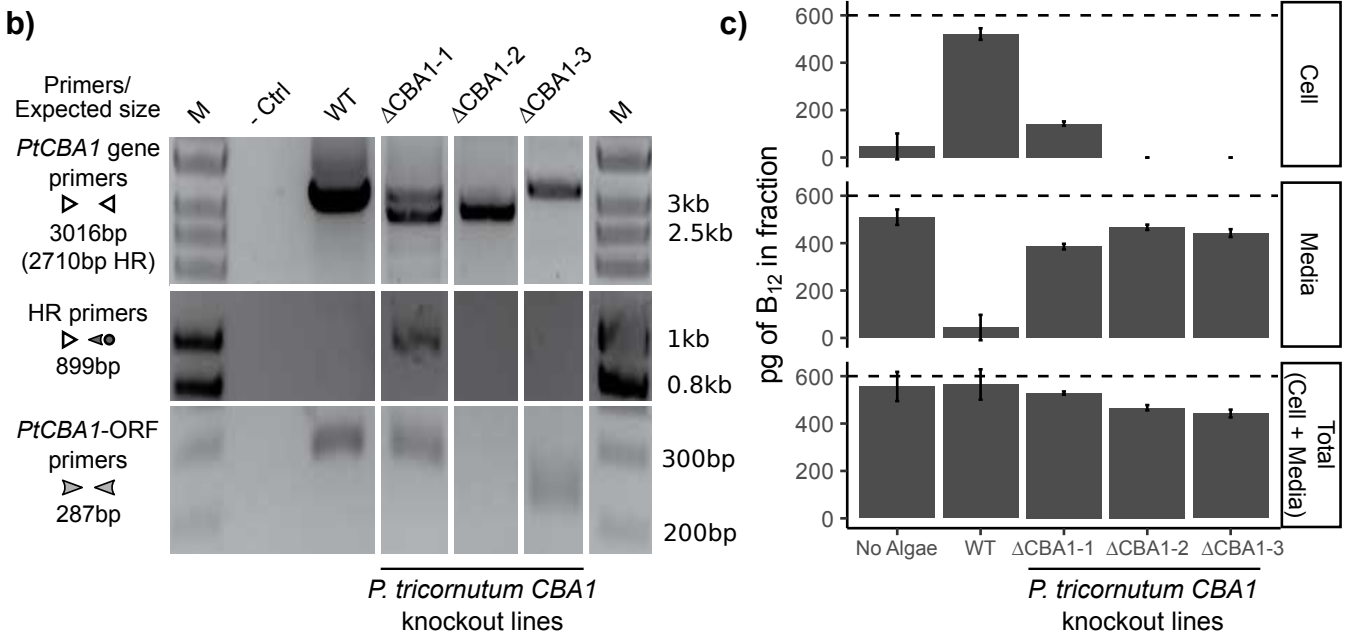 b)
Primers/
Expected size
M
- Ctrl
WT
ΔCBA1-1
ΔCBA1-2
ΔCBA1-3
M
PtCBA1 gene
primers
3016bp
(2710bp HR)
3kb
2.5kb
HR primers
899bp
1kb
0.8kb
PtCBA1-ORF
primers
287bp
300bp
200bp
P. tricornutum CBA1
knockout lines
c)
pg of B12 in fraction
600
400
200
0
Cell
600
400
200
0
Media
600
400
200
0
Total
(Cell + Media)
No Algae
WT
ΔCBA1-1
ΔCBA1-2
ΔCBA1-3
P. tricornutum CBA1
knockout lines